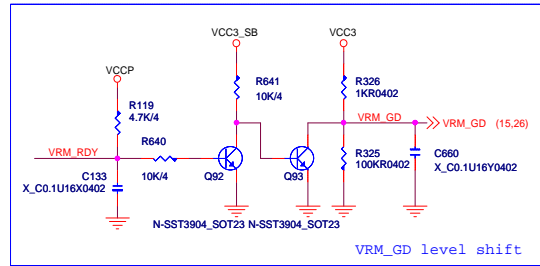 VCC3_SB
VCC3
VCCP
R641
10K/4
R326
1KR0402
R119
4.7K/4
VRM_GD
VRM_GD (15,26)
R640
VRM_RDY
10K/4
C133
X_C0.1U16X0402
Q92
Q93
R325
100KR0402
C660
X_C0.1U16Y0402
N-SST3904_SOT23 N-SST3904_SOT23
VRM_GD level shift